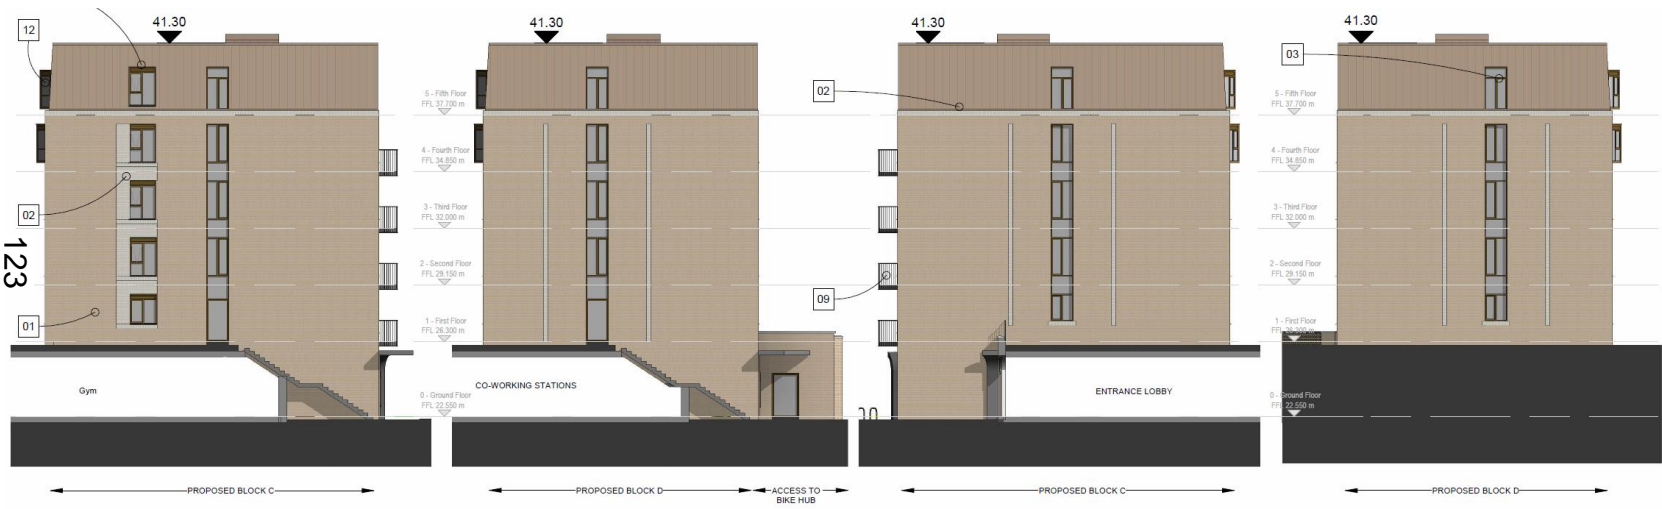 12
41.30
41.30
41.30
41.30
02
03
5 - Fifth Floor
FFL 37.700 m
5 - Fifth Floor
FFL 37.700 m
4 - Fourth Floor
FFL 34.850 m
4 - Fourth Floor
FFL 34.850 m
02
3 - Third Floor
FFL 32.000 m
3 - Third Floor
FFL 32.000 m
123
2 - Second Floor
FFL 29.150 m
2 - Second Floor
FFL 29.150 m
09
01
1 - First Floor
FFL 26.300 m
1 - First Floor
FFL 26.300 m
Gym
CO-WORKING STATIONS
ENTRANCE LOBBY
0 - Ground Floor
FFL 22.550 m
0 - Ground Floor
FFL 22.550 m
PROPOSED BLOCK C
PROPOSED BLOCK D
ACCESS TO
BIKE HUB
PROPOSED BLOCK C
PROPOSED BLOCK D